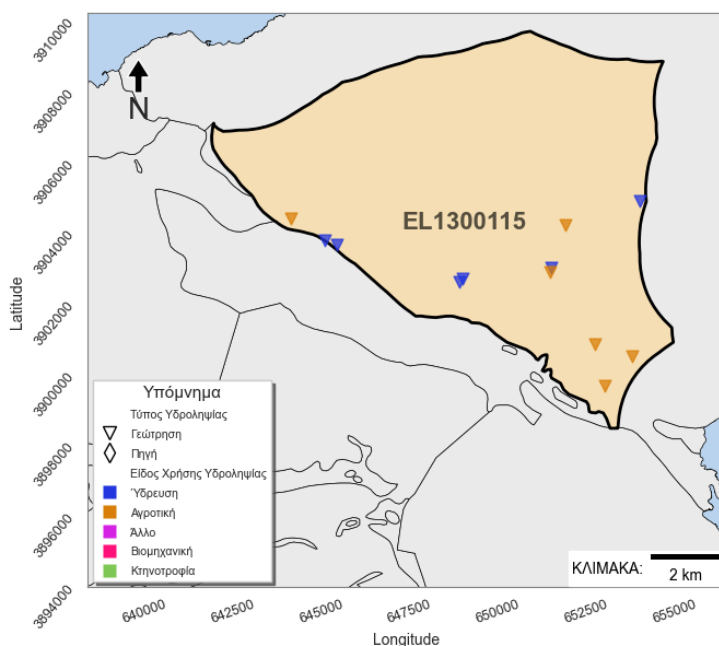 3910000
3908000
3906000
3904000
3902000
3900000
3898000
3896000
3894000
Latitude
N
EL1300115
Υπόμνημα
Τύπος Υδροληψίας
Γεώτρηση
Πηγή
Είδος Χρήσης Υδροληψίας
Ύδρευση
Αγροτική
Άλλο
Βιομηχανική
Κτηνοτροφία
ΚΛΙΜΑΚΑ:
2 km
640000 642500 645000 647500 650000 652500 655000
Longitude